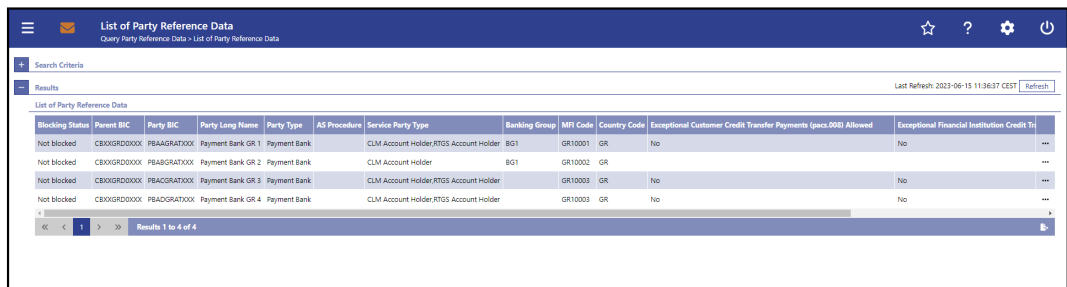 List of Party Reference Data
Query Party Reference Data > List of Party Reference Data
Search Criteria
Results
Last Refresh: 2023-06-15 11:36:37 CEST Refresh
List of Party Reference Data
Blocking Status Parent BIC Party BIC Party Long Name Party Type AS Procedure Service Party Type Banking Group MFI Code Country Code Exceptional Customer Credit Transfer Payments (pacs.008) Allowed Exceptional Financial Institution Credit Tr
Not blocked CBXXGRD0XXX PBAAGRATXXX Payment Bank GR 1 Payment Bank CLM Account Holder,RTGS Account Holder BG1 GR10001 GR No No
Not blocked CBXXGRD0XXX PBABGRATXXX Payment Bank GR 2 Payment Bank CLM Account Holder BG1 GR10002 GR
Not blocked CBXXGRD0XXX PBACGRATXXX Payment Bank GR 3 Payment Bank CLM Account Holder,RTGS Account Holder GR10003 GR No No
Not blocked CBXXGRD0XXX PBADGRATXXX Payment Bank GR 4 Payment Bank CLM Account Holder,RTGS Account Holder GR10003 GR No No
1 Results 1 to 4 of 4